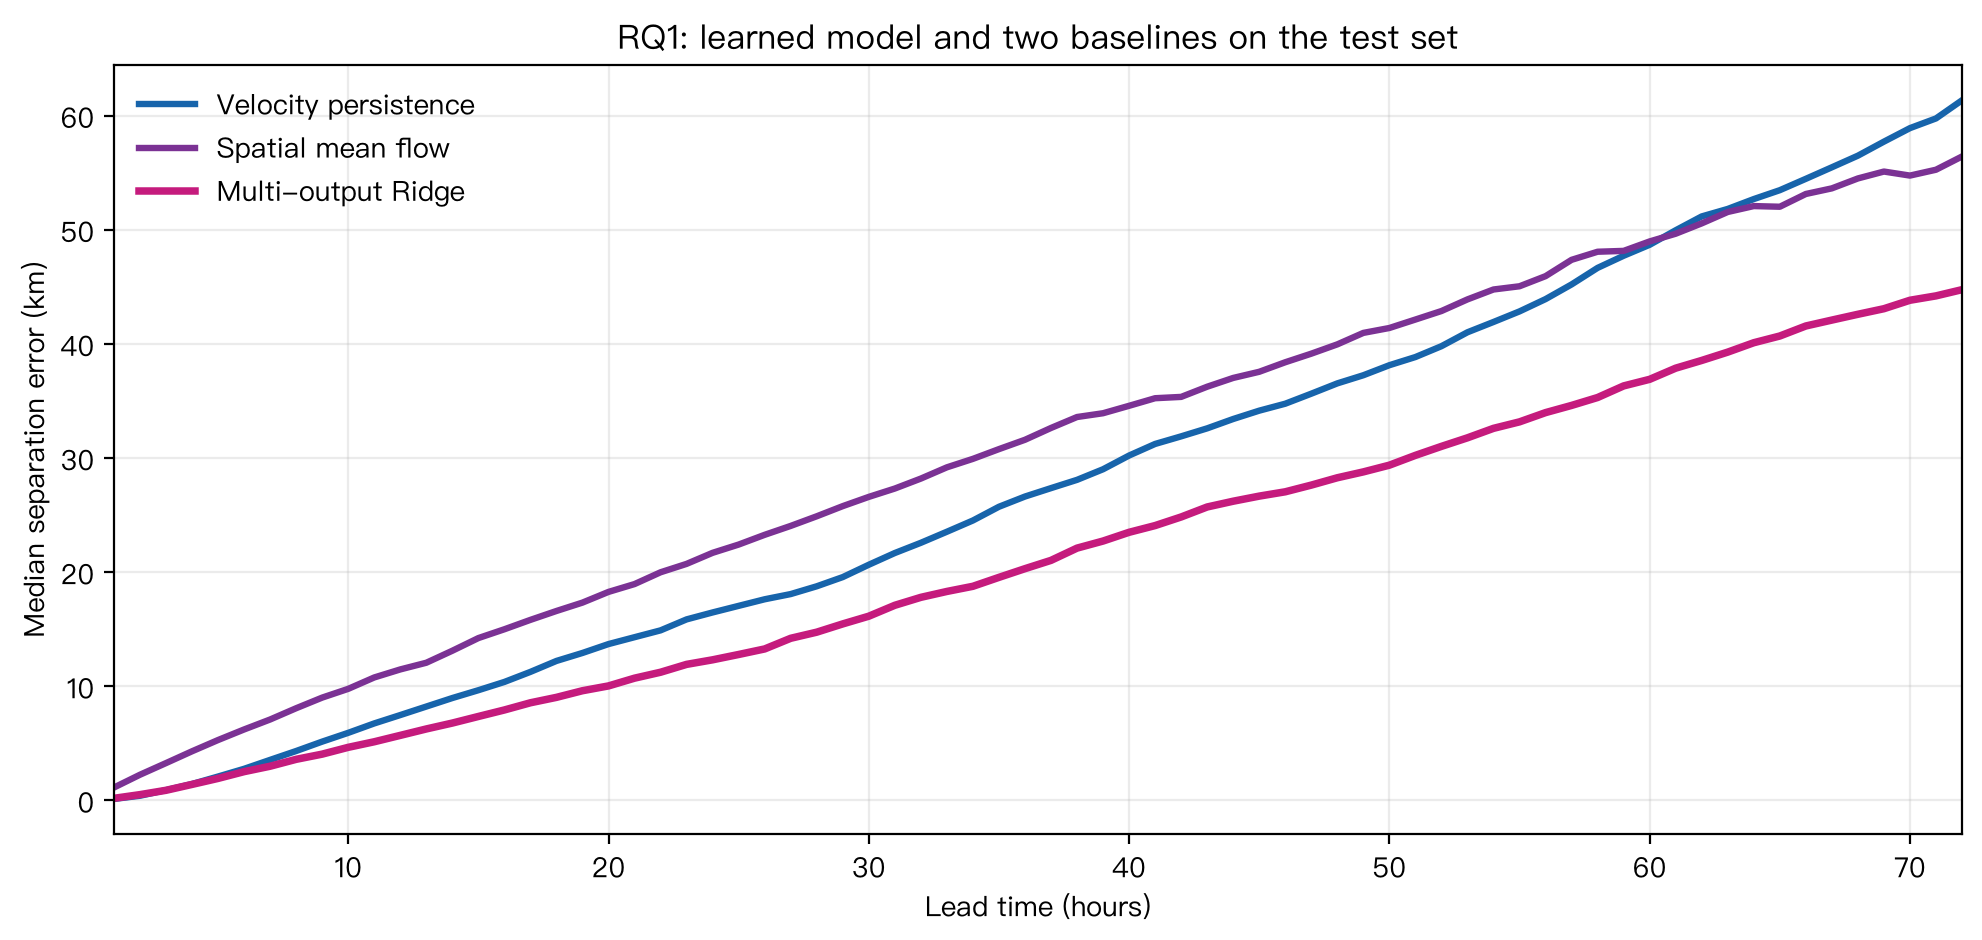 RQ1: learned model and two baselines on the test set
Velocity persistence
Spatial mean flow
Multi-output Ridge
Median separation error (km)
60
50
40
30
20
10
0
10 20 30 40 50 60 70
Lead time (hours)